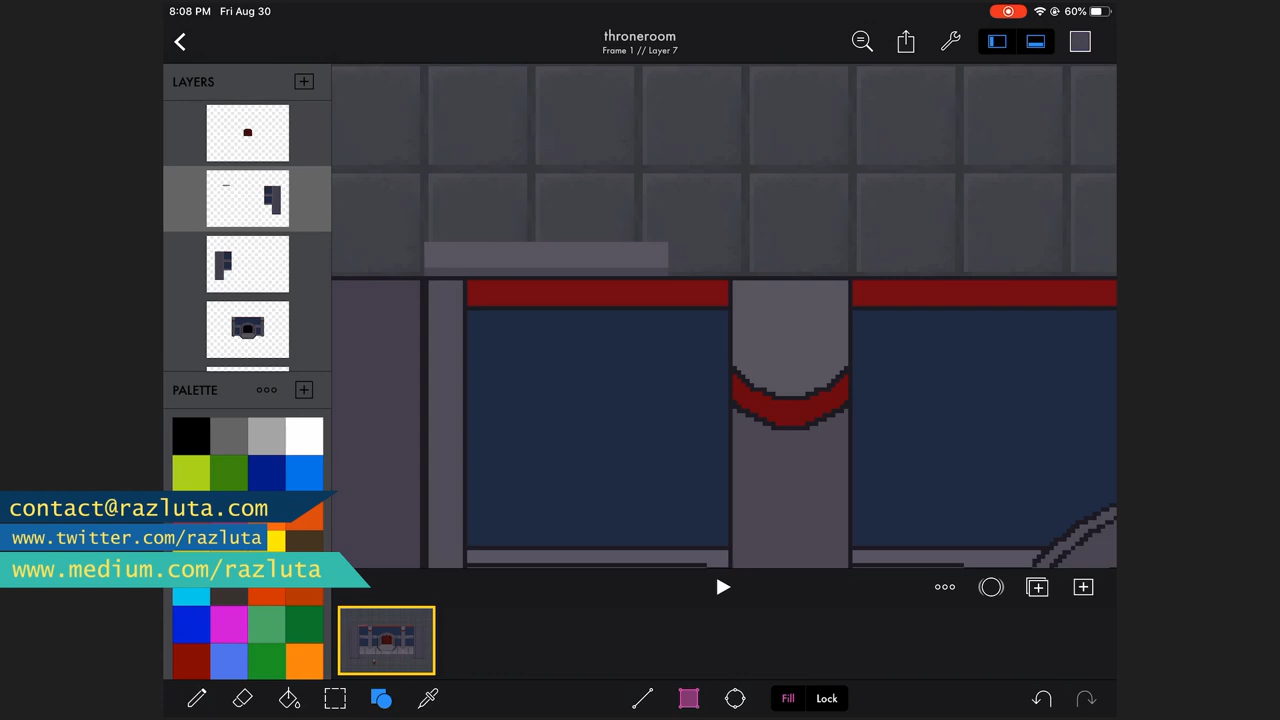 8:08 PM Fri Aug 30
60%
throneroom
Frame 1 // Layer 7
LAYERS
PALETTE
contact@razluta.com
www.twitter.com/razluta
www.medium.com/razluta
Fill
Lock